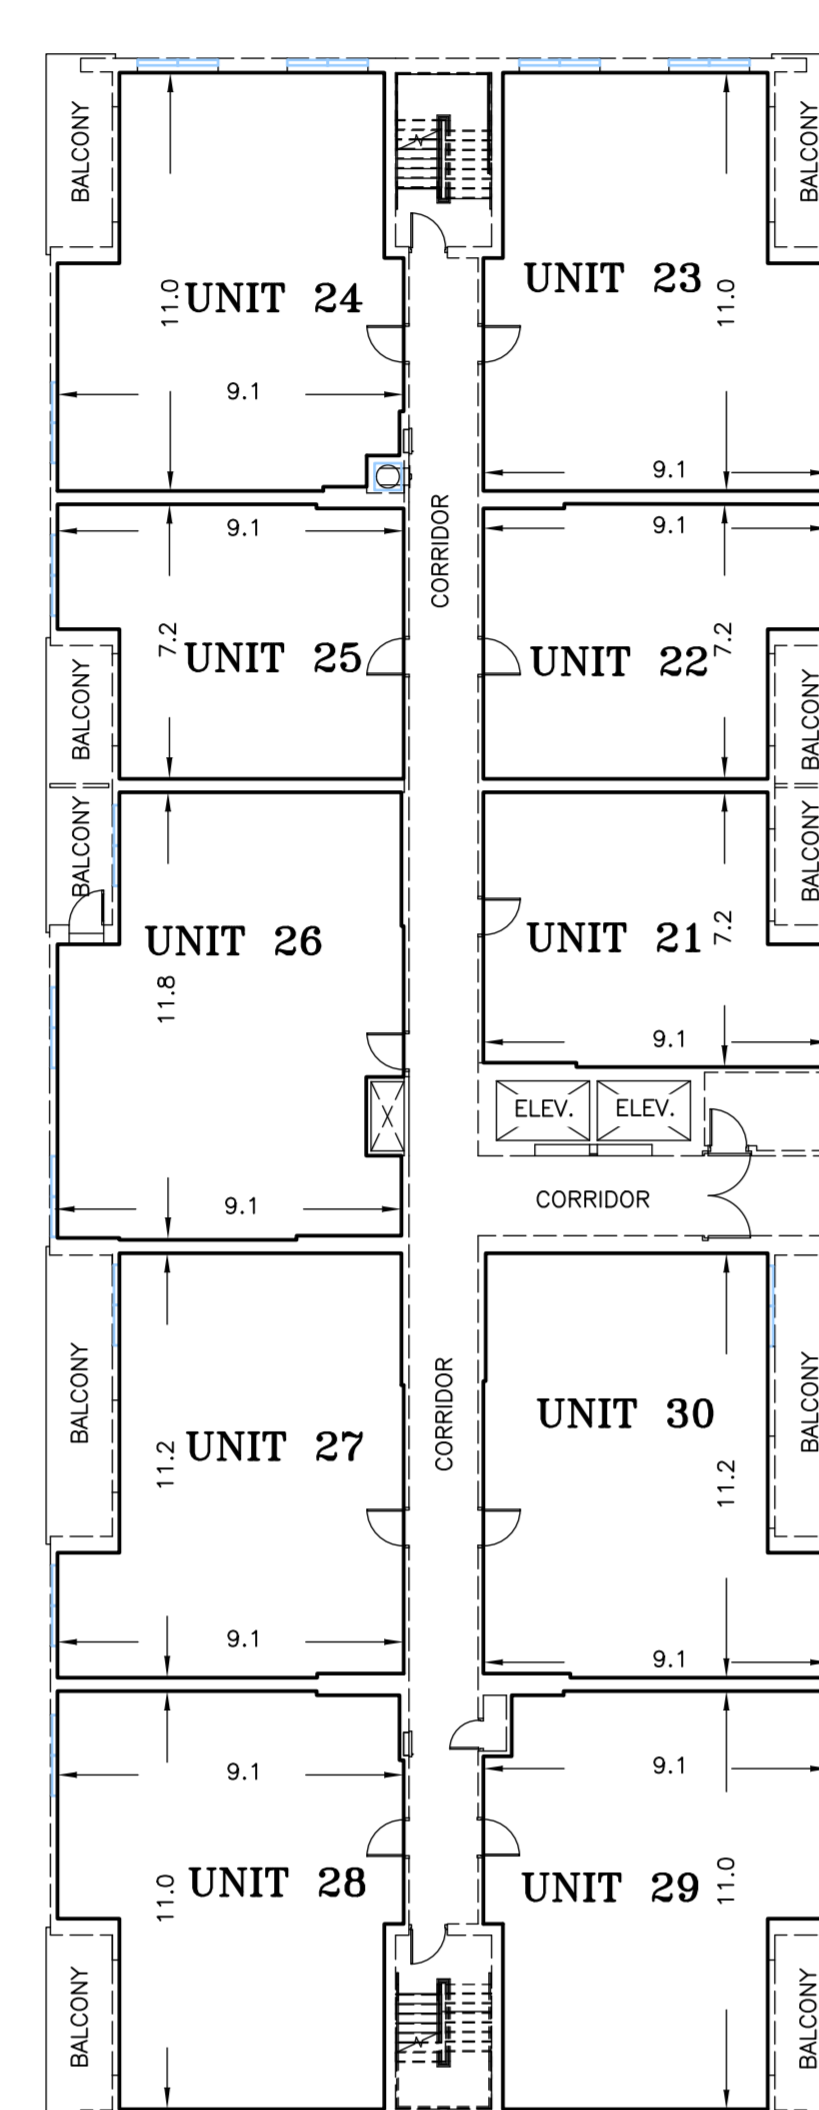 BALCONY
BALCONY
UNIT 24
11.0
9.1
UNIT 23
11.0
9.1
CORRIDOR
9.1
7.2
UNIT 25
BALCONY
9.1
UNIT 22
7.2
BALCONY
BALCONY
UNIT 26
11.8
9.1
BALCONY
UNIT 21
7.2
9.1
ELEV.
ELEV.
CORRIDOR
BALCONY
UNIT 27
11.2
9.1
CORRIDOR
UNIT 30
11.2
9.1
BALCONY
9.1
UNIT 28
11.0
BALCONY
9.1
UNIT 29
11.0
BALCONY